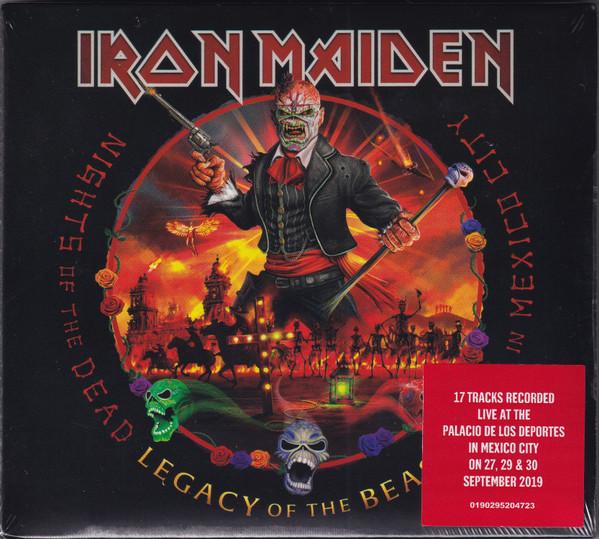 IRON MAIDEN
NIGHTS OF THE DEAD
LEGACY OF THE BEAS
IN MEXICO CITY
17 TRACKS RECORDED
LIVE AT THE
PALACIO DE LOS DEPORTES
IN MEXICO CITY
ON 27, 29 & 30
SEPTEMBER 2019
0190295204723